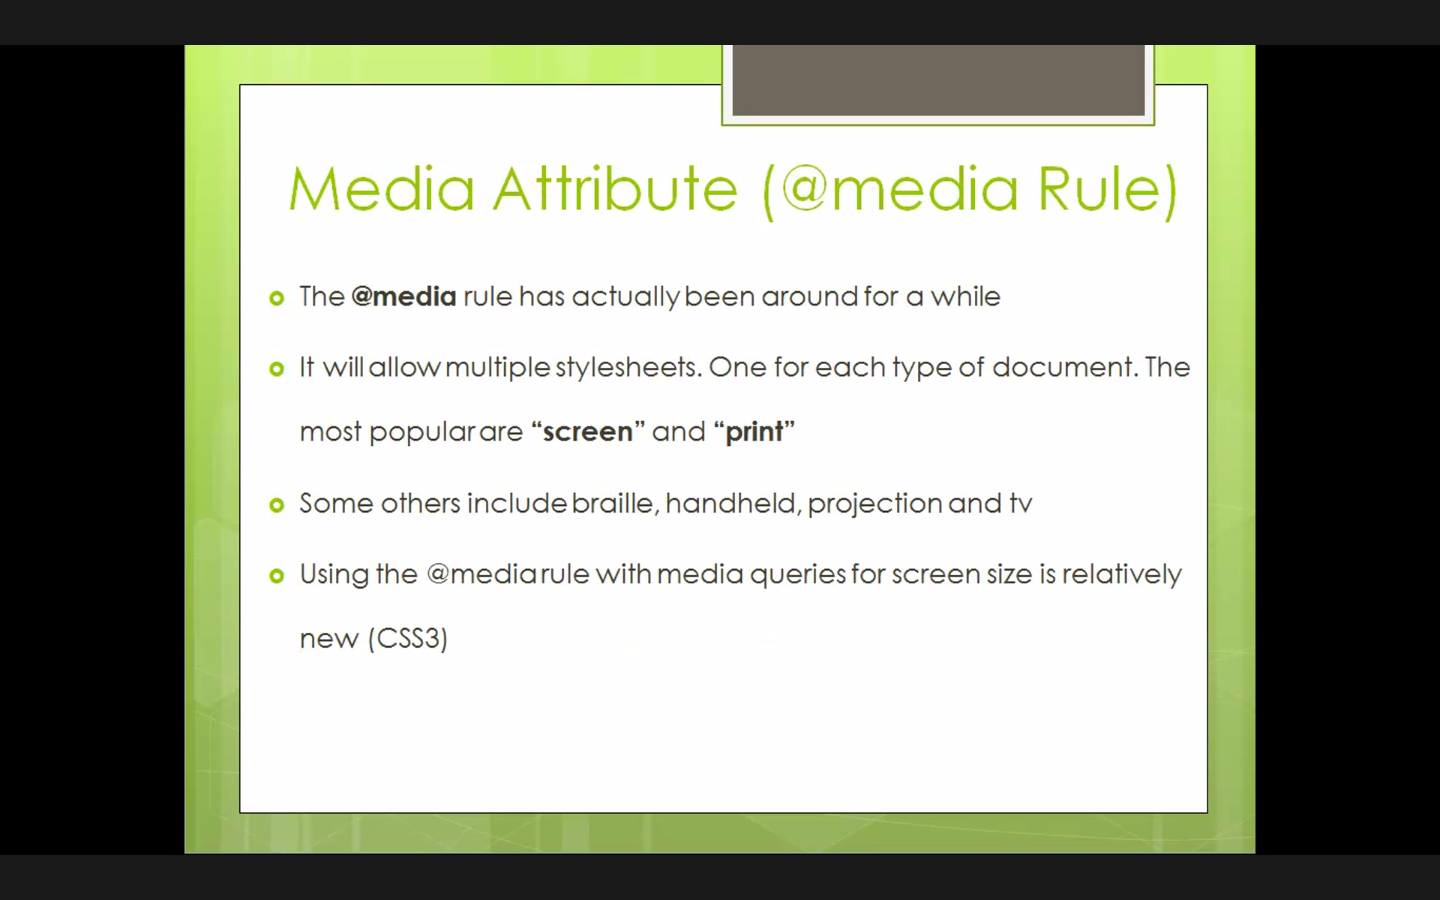 Media Attribute (@media Rule)
The @media rule has actually been around for a while
It will allow multiple stylesheets. One for each type of document. The
most popular are “screen” and “print”
Some others include braille, handheld, projection and tv
Using the @media rule with media queries for screen size is relatively
new (CSS3)